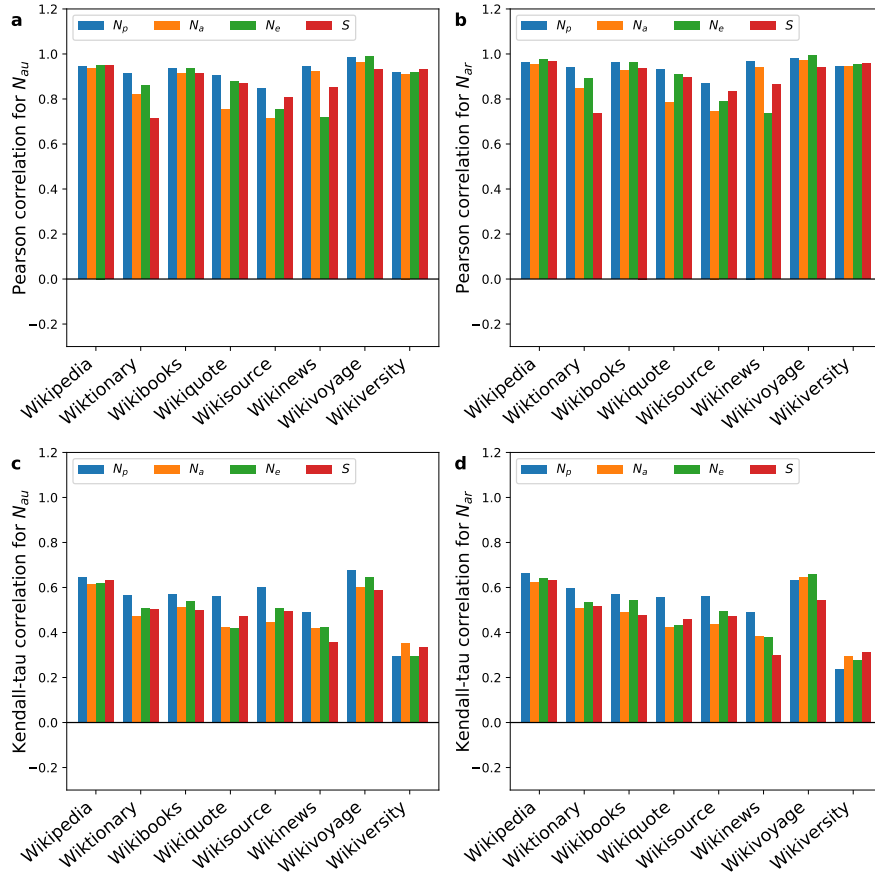 a
N_p N_a N_e S
1.2
1.0
0.8
0.6
0.4
0.2
0.0
−0.2
Pearson correlation for N_au
Wikipedia
Wiktionary
Wikibooks
Wikiquote
Wikisource
Wikinews
Wikivoyage
Wikiversity
b
N_p N_a N_e S
1.2
1.0
0.8
0.6
0.4
0.2
0.0
−0.2
Pearson correlation for N_ar
Wikipedia
Wiktionary
Wikibooks
Wikiquote
Wikisource
Wikinews
Wikivoyage
Wikiversity
c
N_p N_a N_e S
1.2
1.0
0.8
0.6
0.4
0.2
0.0
−0.2
Kendall-tau correlation for N_au
Wikipedia
Wiktionary
Wikibooks
Wikiquote
Wikisource
Wikinews
Wikivoyage
Wikiversity
d
N_p N_a N_e S
1.2
1.0
0.8
0.6
0.4
0.2
0.0
−0.2
Kendall-tau correlation for N_ar
Wikipedia
Wiktionary
Wikibooks
Wikiquote
Wikisource
Wikinews
Wikivoyage
Wikiversity